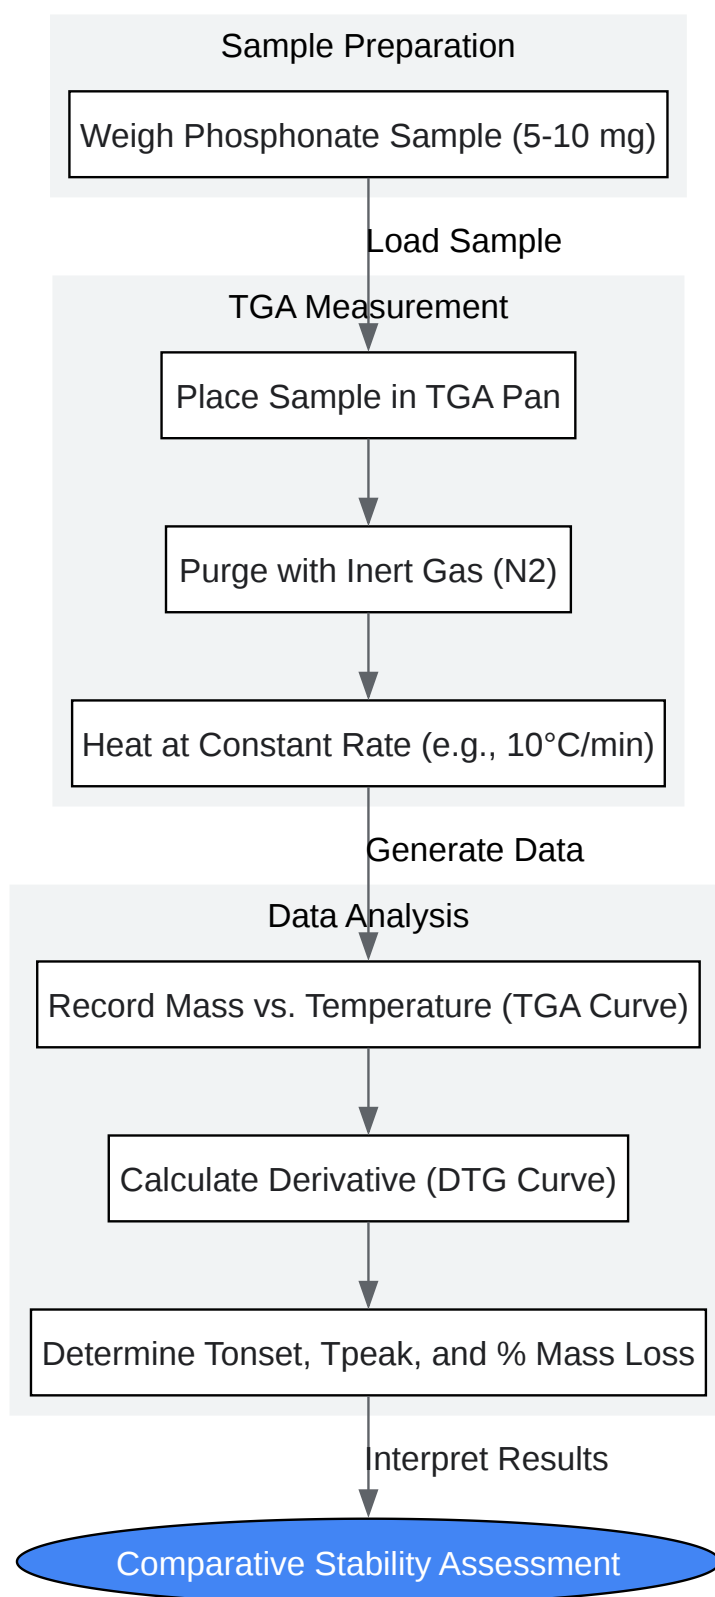 Sample Preparation
Weigh Phosphonate Sample (5-10 mg)
Load Sample
TGA Measurement
Place Sample in TGA Pan
Purge with Inert Gas (N2)
Heat at Constant Rate (e.g., 10°C/min)
Generate Data
Data Analysis
Record Mass vs. Temperature (TGA Curve)
Calculate Derivative (DTG Curve)
Determine Tonset, Tpeak, and % Mass Loss
Interpret Results
Comparative Stability Assessment